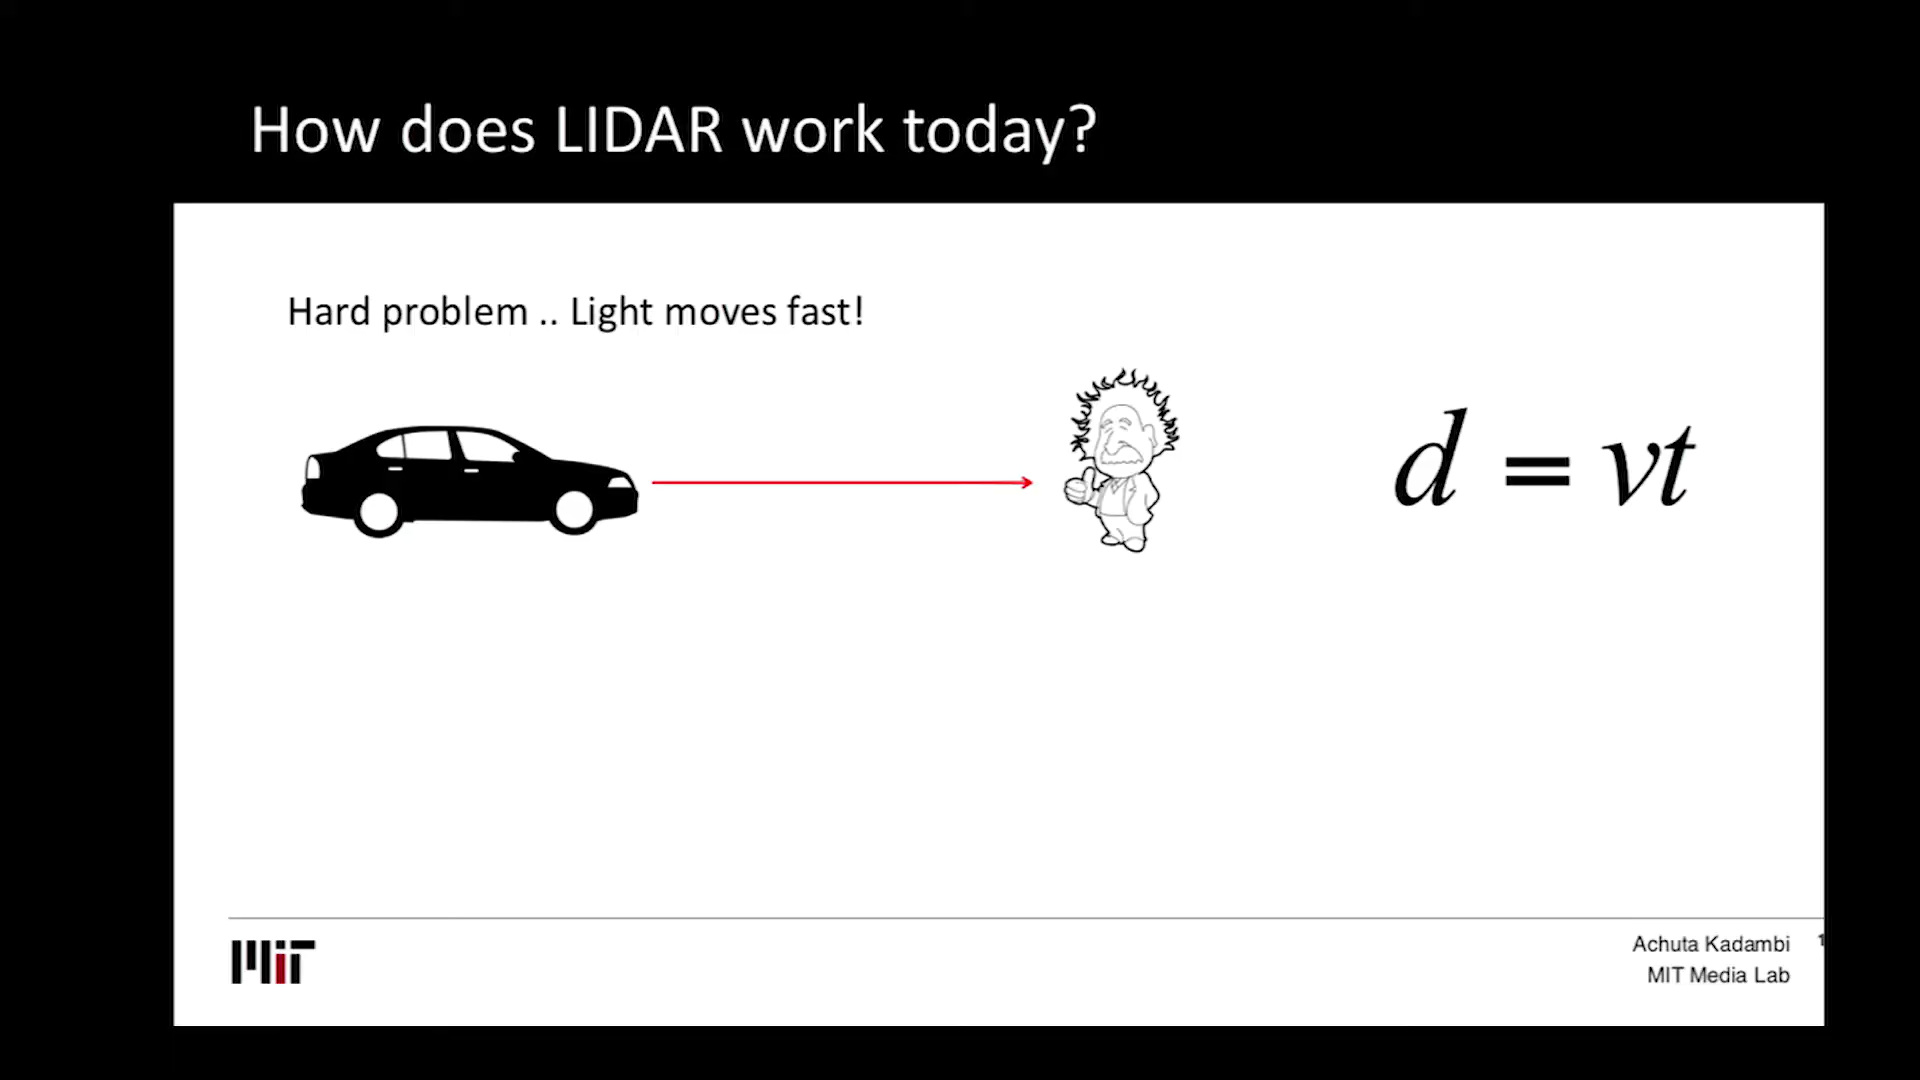 How does LIDAR work today?
Hard problem .. Light moves fast!
d = vt
MIT
Achuta Kadambi
MIT Media Lab